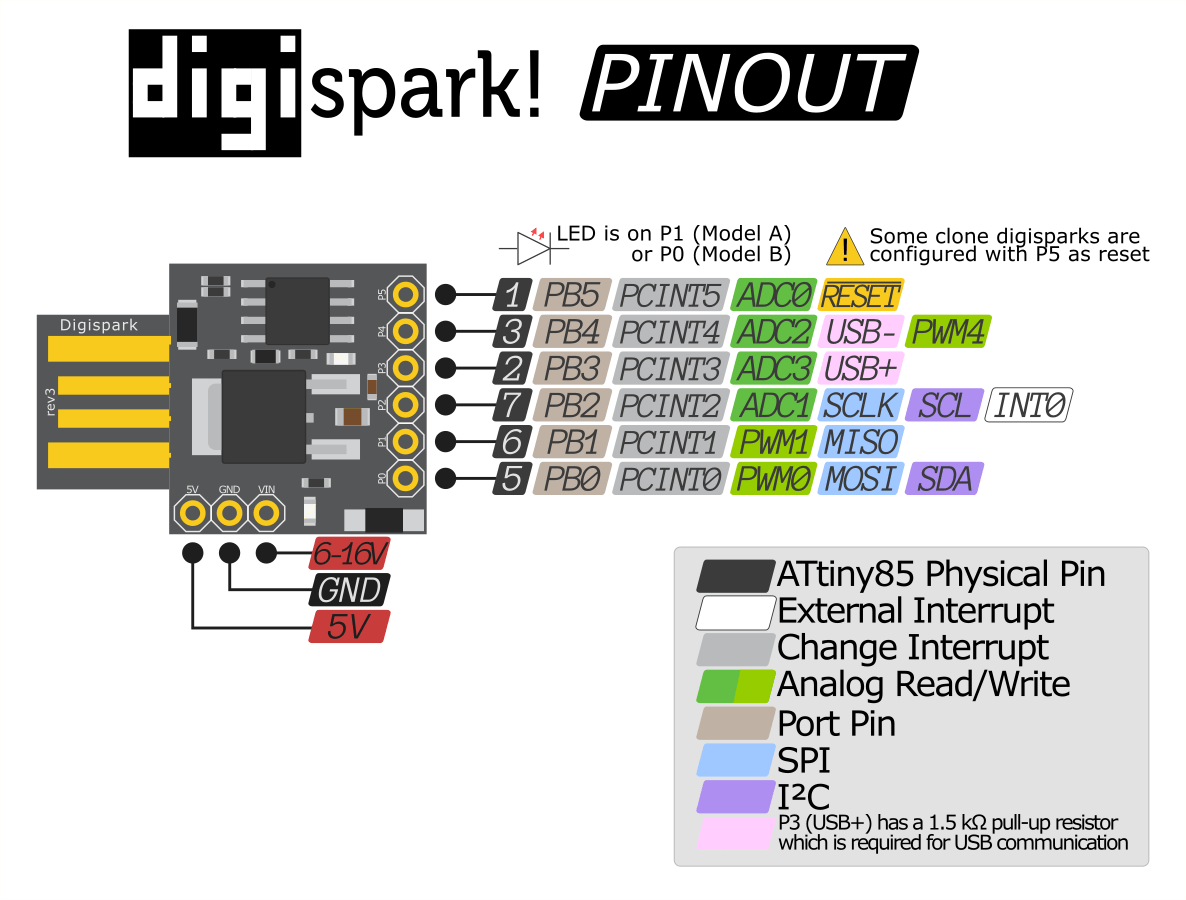 digispark! PINOUT
LED is on P1 (Model A)
or P0 (Model B)
! Some clone digisparks are
configured with P5 as reset
Digispark
rev3
P5
P4
P3
P2
P1
P0
5V GND VIN
1 PB5 PCINT5 ADC0 RESET
3 PB4 PCINT4 ADC2 USB- PWM4
2 PB3 PCINT3 ADC3 USB+
7 PB2 PCINT2 ADC1 SCLK SCL INT0
6 PB1 PCINT1 PWM1 MISO
5 PB0 PCINT0 PWM0 MOSI SDA
6-16V
GND
5V
ATtiny85 Physical Pin
External Interrupt
Change Interrupt
Analog Read/Write
Port Pin
SPI
I²C
P3 (USB+) has a 1.5 kΩ pull-up resistor
which is required for USB communication